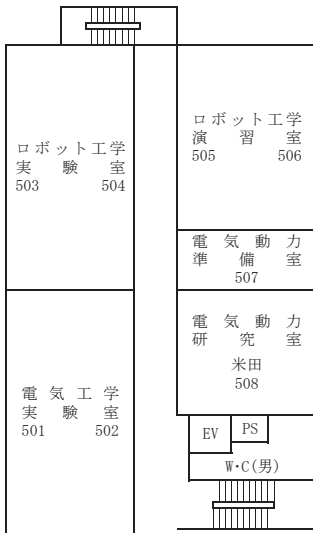 ロボット工学
実験室
503 504
電気工学
実験室
501 502
ロボット工学
演習室
505 506
電気動力
準備室
507
電気動力
研究室
米田
508
EV
PS
W・C(男)